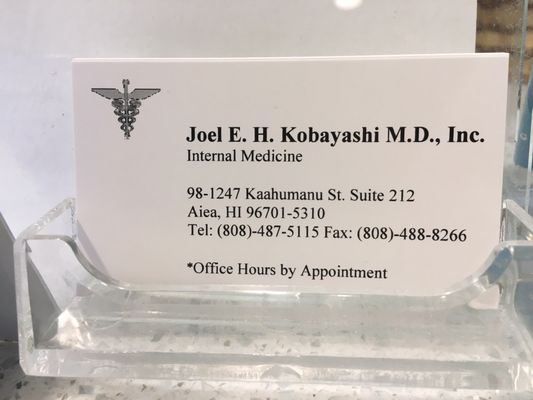 Joel E. H. Kobayashi M.D., Inc.
Internal Medicine
98-1247 Kaahumanu St. Suite 212
Aiea, HI 96701-5310
Tel: (808)-487-5115 Fax: (808)-488-8266
*Office Hours by Appointment